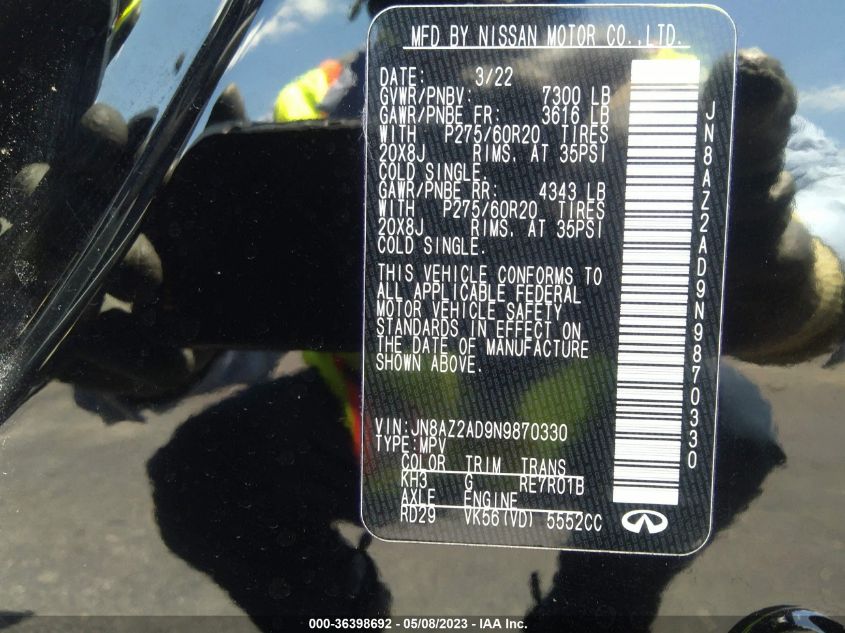 MFD BY NISSAN MOTOR CO.,LTD.
DATE: 3/22
GVWR/PNBV: 7300 LB
GAWR/PNBE FR: 3616 LB
WITH P275/60R20 TIRES
20X8J RIMS. AT 35PSI
COLD SINGLE.
GAWR/PNBE RR: 4343 LB
WITH P275/60R20 TIRES
20X8J RIMS. AT 35PSI
COLD SINGLE.
THIS VEHICLE CONFORMS TO
ALL APPLICABLE FEDERAL
MOTOR VEHICLE SAFETY
STANDARDS IN EFFECT ON
THE DATE OF MANUFACTURE
SHOWN ABOVE.
VIN:JN8AZ2AD9N9870330
TYPE:MPV
COLOR TRIM TRANS
KH3 G RE7R01B
AXLE ENGINE
RD29 VK56(VD) 5552CC
JN8AZ2AD9N9870330
000-36398692 - 05/08/2023 - IAA Inc.